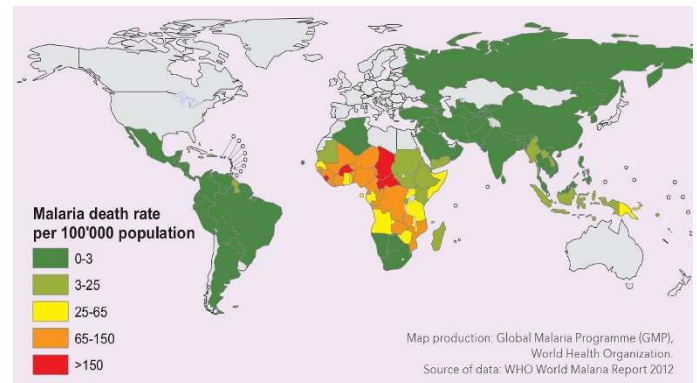 Malaria death rate
per 100'000 population
0-3
3-25
25-65
65-150
>150
Map production: Global Malaria Programme (GMP),
World Health Organization.
Source of data: WHO World Malaria Report 2012